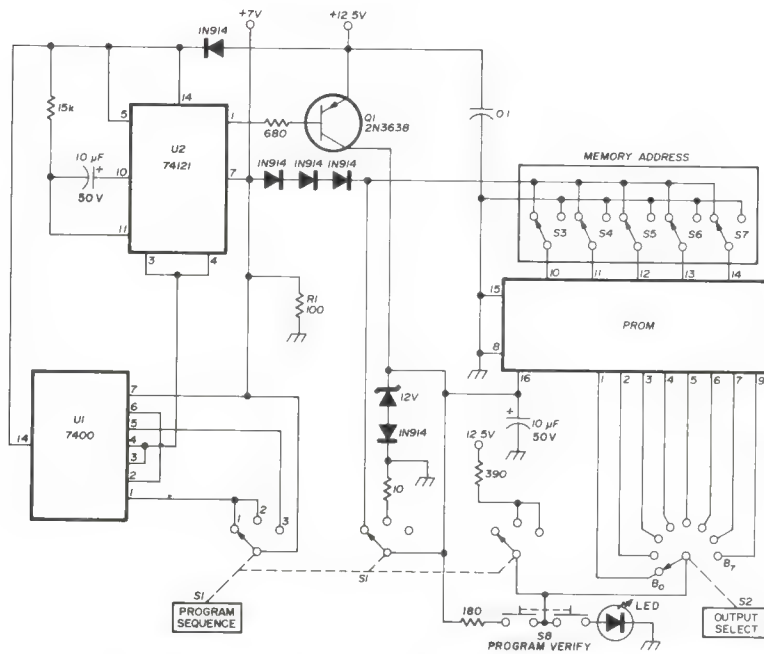 +7V
+12 5V
1N914
14
15k
5
1
680
Q1
2N3638
0 1
U2
74121
10 µF
+
50 V
10
7
1N914
1N914
1N914
11
3
4
MEMORY ADDRESS
S3
S4
S5
S6
S7
10
11
12
13
14
15
PROM
8
16
1
2
3
4
5
6
7
9
R1
100
U1
7400
14
7
6
5
4
3
2
1
12V
1N914
10
+
10 µF
50 V
12 5V
390
1
2
3
S1
S1
PROGRAM
SEQUENCE
B0
B7
S2
OUTPUT
SELECT
180
S8
PROGRAM VERIFY
LED